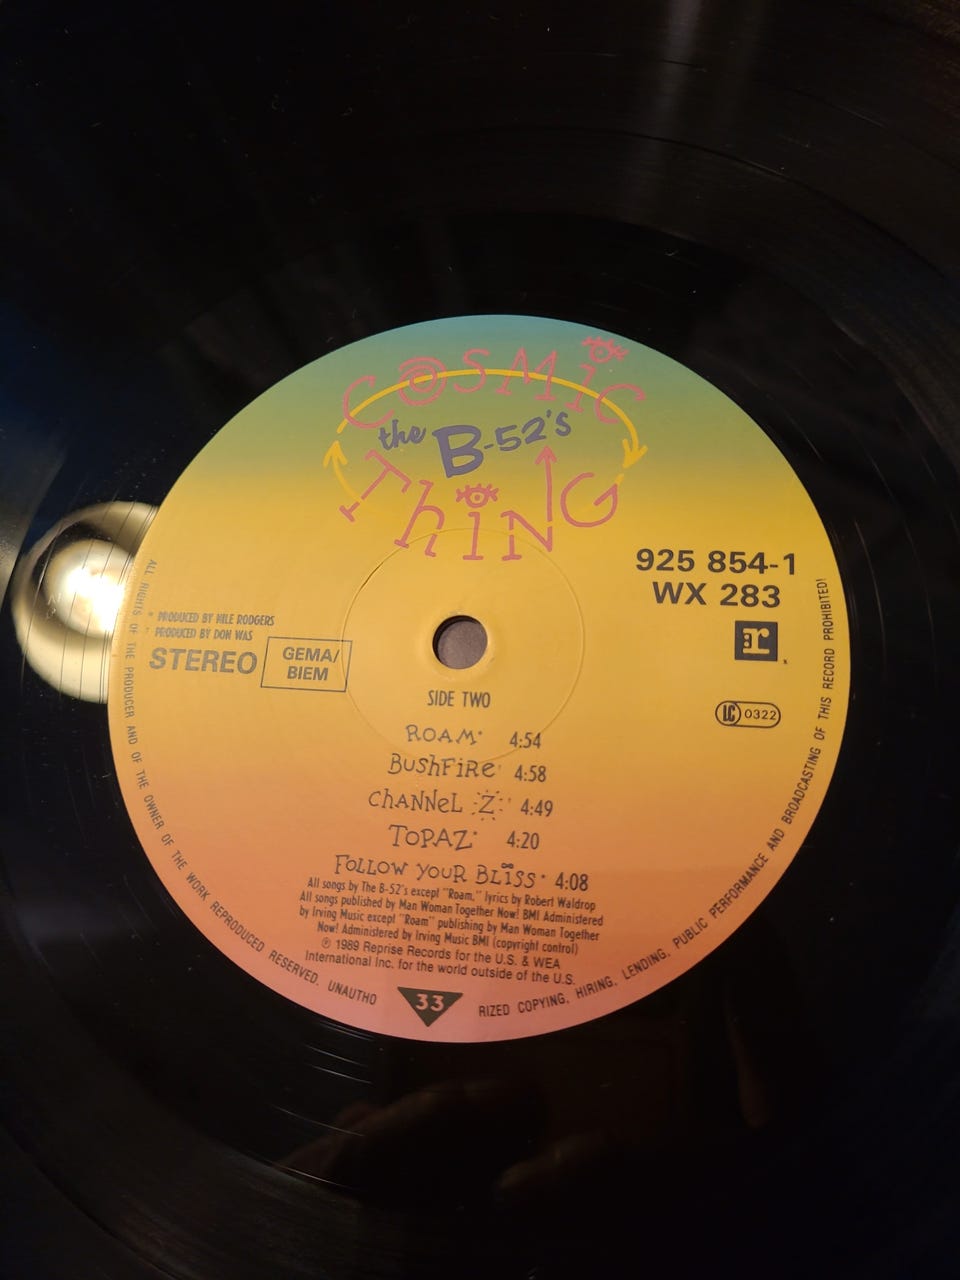 COSMiC
the B-52's
ThiNG
925 854-1
WX 283
r
* PRODUCED BY NILE RODGERS
† PRODUCED BY DON WAS
STEREO
GEMA/
BIEM
LC 0322
SIDE TWO
ROAM* 4:54
BUSHFiRe 4:58
CHANNeL Z 4:49
TOPAZ* 4:20
FOLLOW YOUR BLiSS* 4:08
All songs by The B-52's except "Roam," lyrics by Robert Waldrop
All songs published by Man Woman Together Now! BMI Administered
by Irving Music except "Roam" publishing by Man Woman Together
Now! Administered by Irving Music BMI (copyright control)
℗ 1989 Reprise Records for the U.S. & WEA
International Inc. for the world outside of the U.S.
33
ALL RIGHTS OF THE PRODUCER AND OF THE OWNER OF THE WORK REPRODUCED RESERVED. UNAUTHO RIZED COPYING, HIRING, LENDING, PUBLIC PERFORMANCE AND BROADCASTING OF THIS RECORD PROHIBITED!